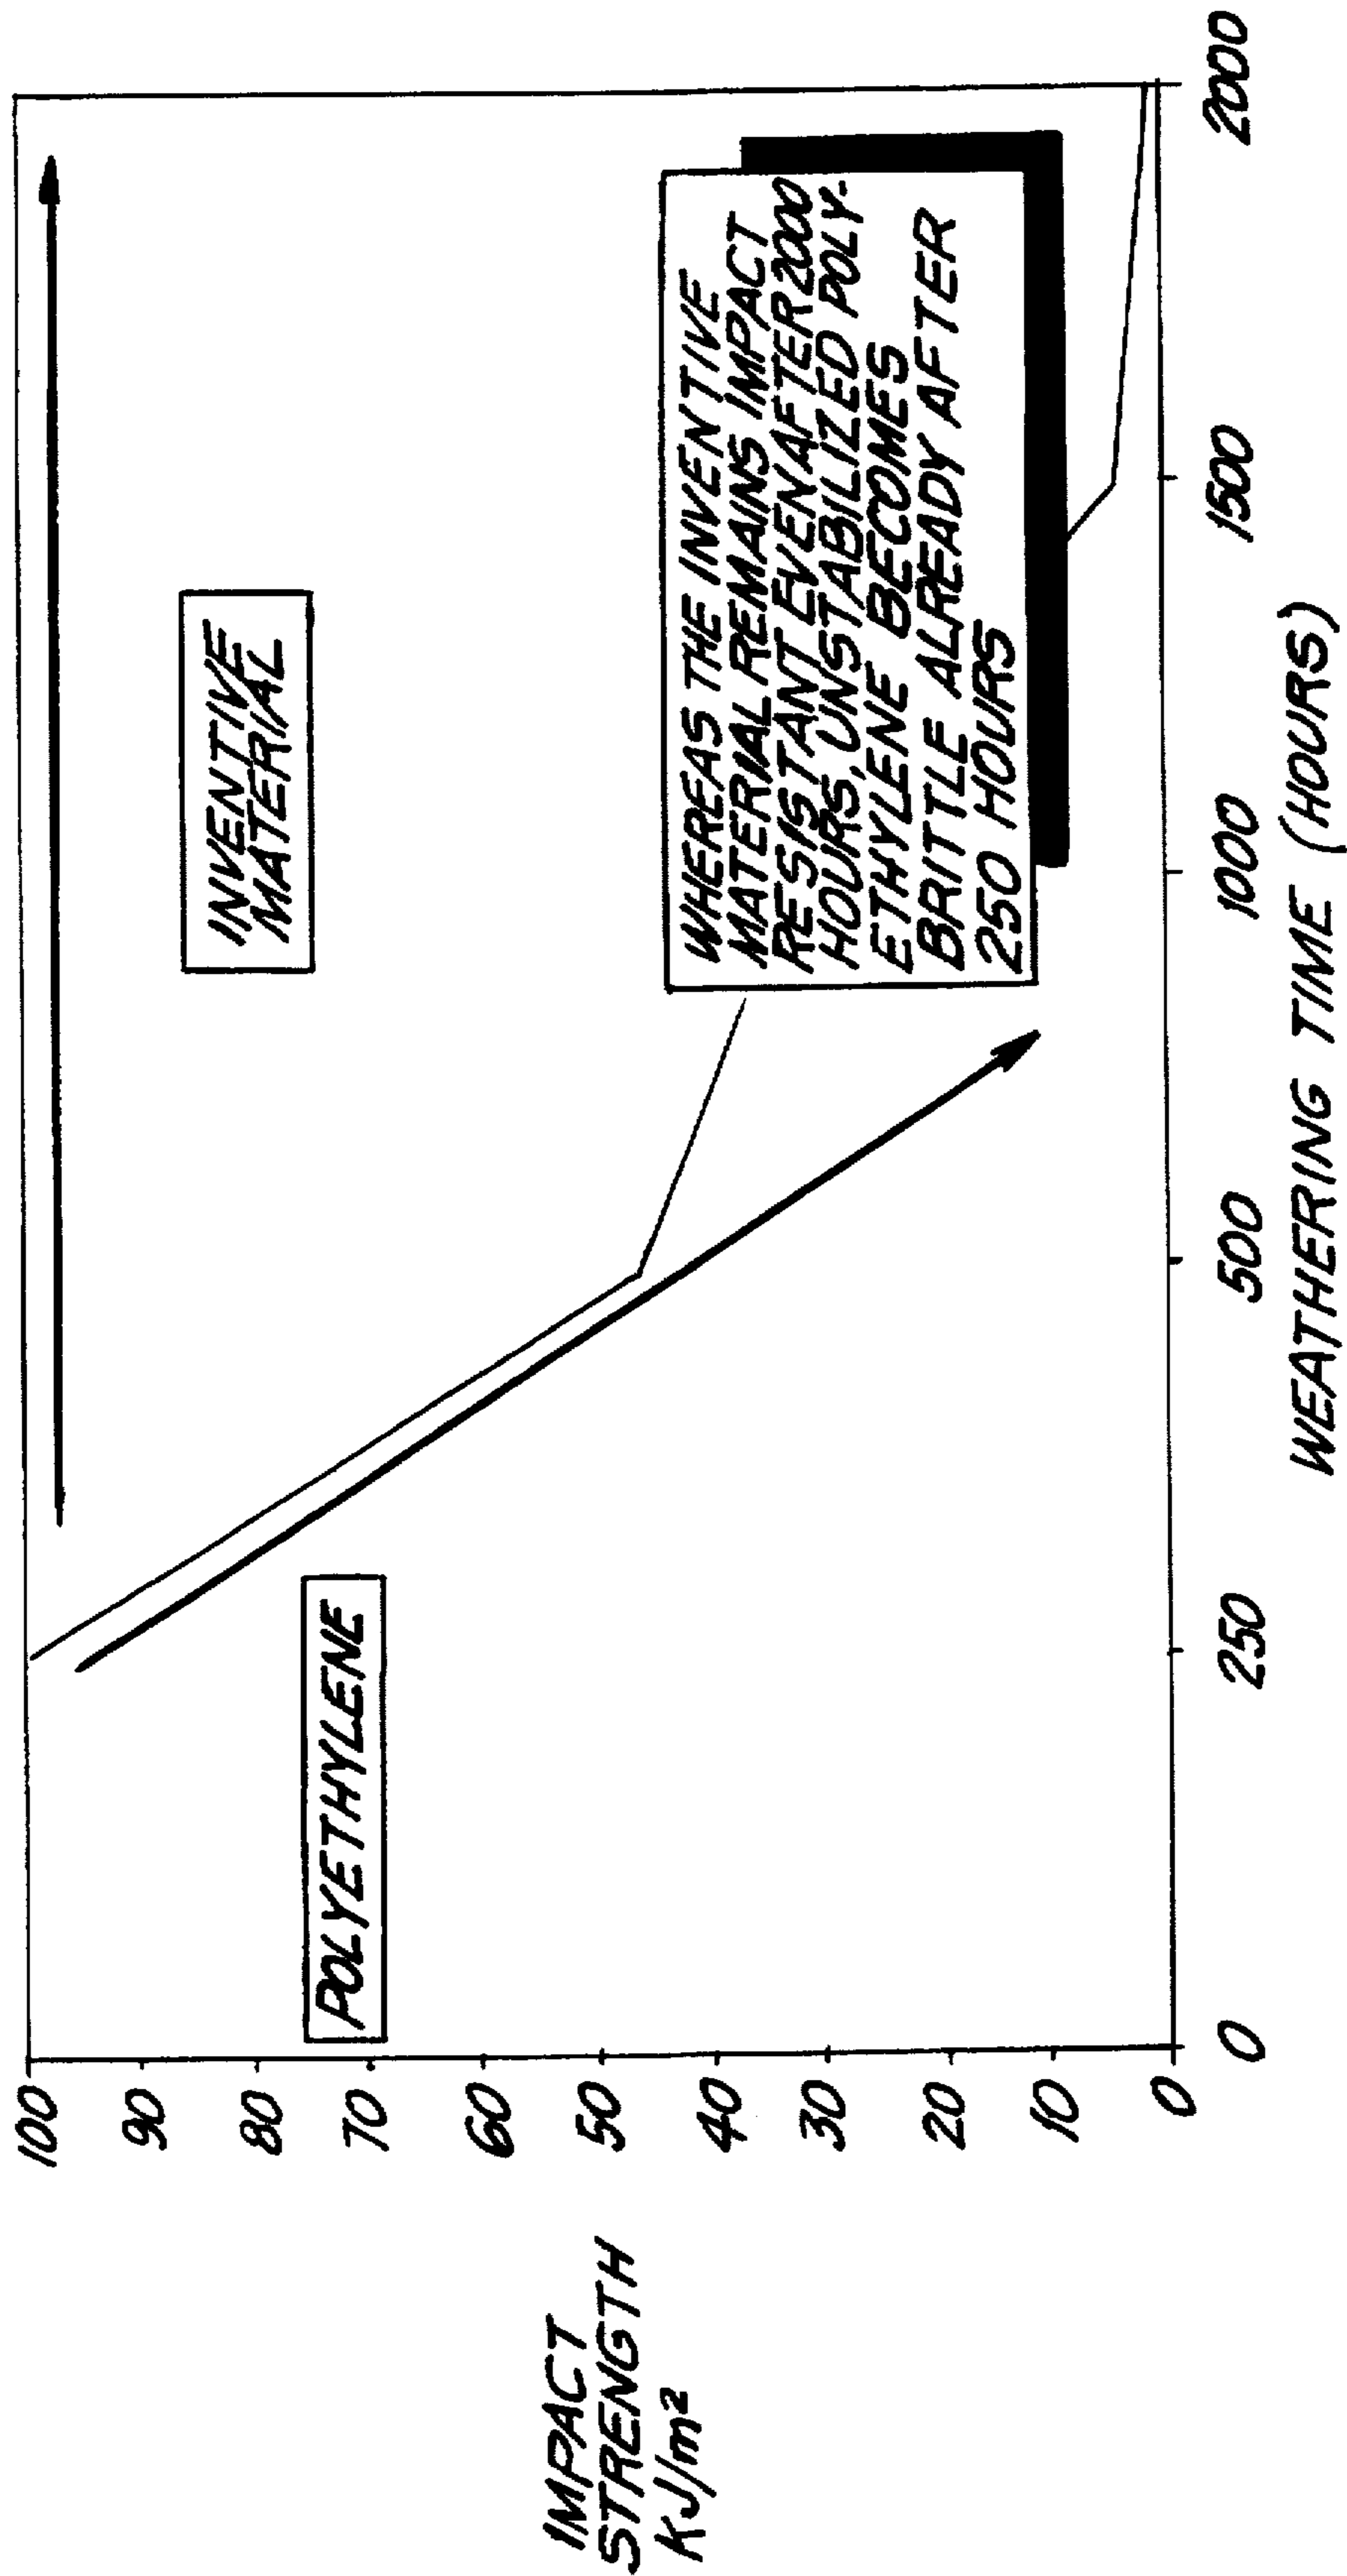 IMPACT
STRENGTH
KJ/m²
100
90
80
70
60
50
40
30
20
10
0
POLYETHYLENE
INVENTIVE
MATERIAL
WHEREAS THE INVENTIVE
MATERIAL REMAINS IMPACT
RESISTANT EVEN AFTER 2000
HOURS, UNSTABILIZED POLY-
ETHYLENE BECOMES
BRITTLE ALREADY AFTER
250 HOURS
0
250
500
1000
1500
2000
WEATHERING TIME (HOURS)